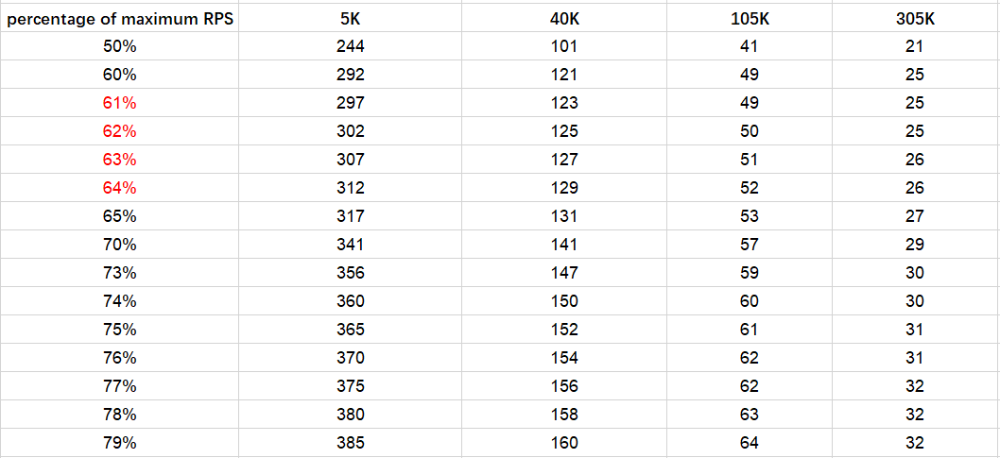 percentage of maximum RPS 5K 40K 105K 305K
50% 244 101 41 21
60% 292 121 49 25
61% 297 123 49 25
62% 302 125 50 25
63% 307 127 51 26
64% 312 129 52 26
65% 317 131 53 27
70% 341 141 57 29
73% 356 147 59 30
74% 360 150 60 30
75% 365 152 61 31
76% 370 154 62 31
77% 375 156 62 32
78% 380 158 63 32
79% 385 160 64 32